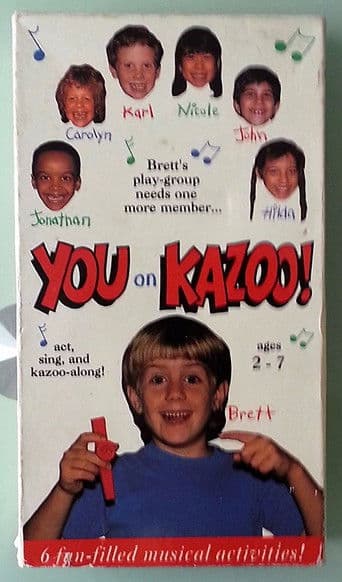 Karl
Nicole
Carolyn
John
Jonathan
Hilda
Brett's
play-group
needs one
more member...
YOU on KAZOO!
act,
sing, and
kazoo-along!
ages
2 - 7
Brett
6 fun-filled musical activities!